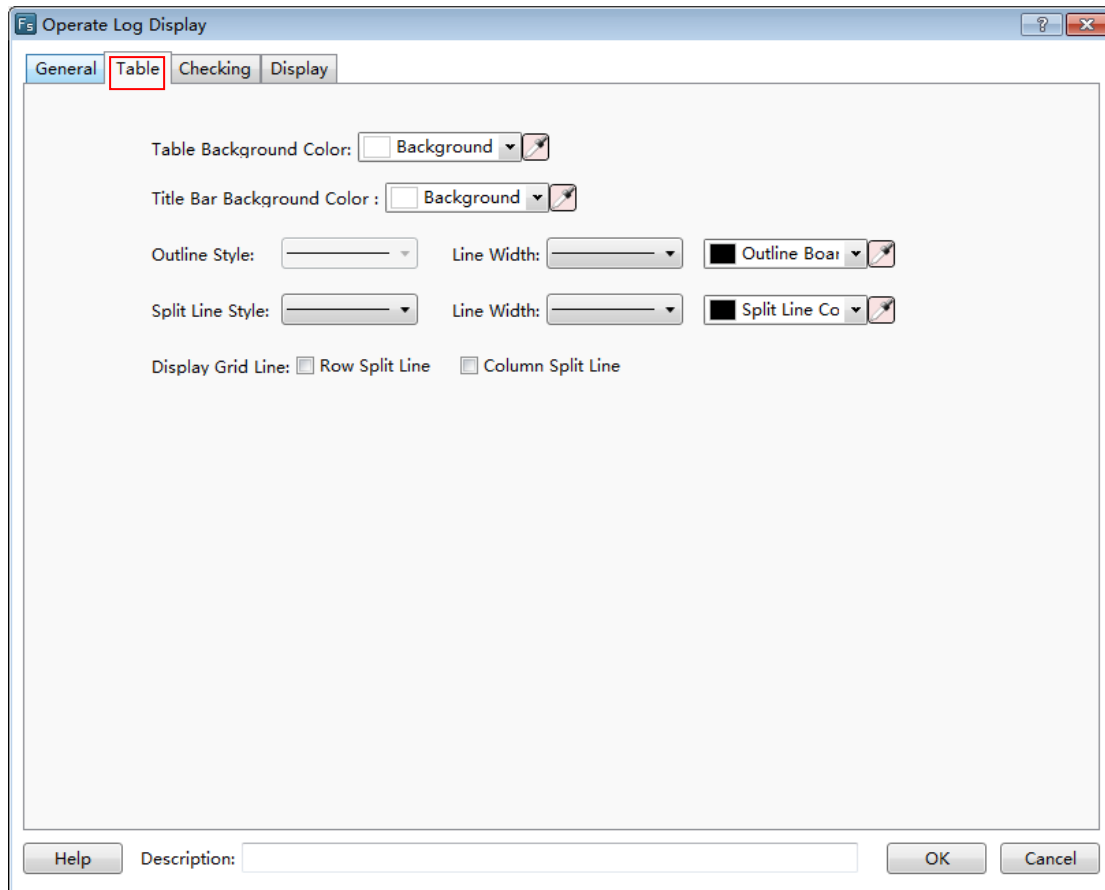 Fs Operate Log Display ?
General Table Checking Display
Table Background Color: Background
Title Bar Background Color : Background
Outline Style: Line Width: Outline Boar
Split Line Style: Line Width: Split Line Co
Display Grid Line: Row Split Line Column Split Line
Help Description: OK Cancel